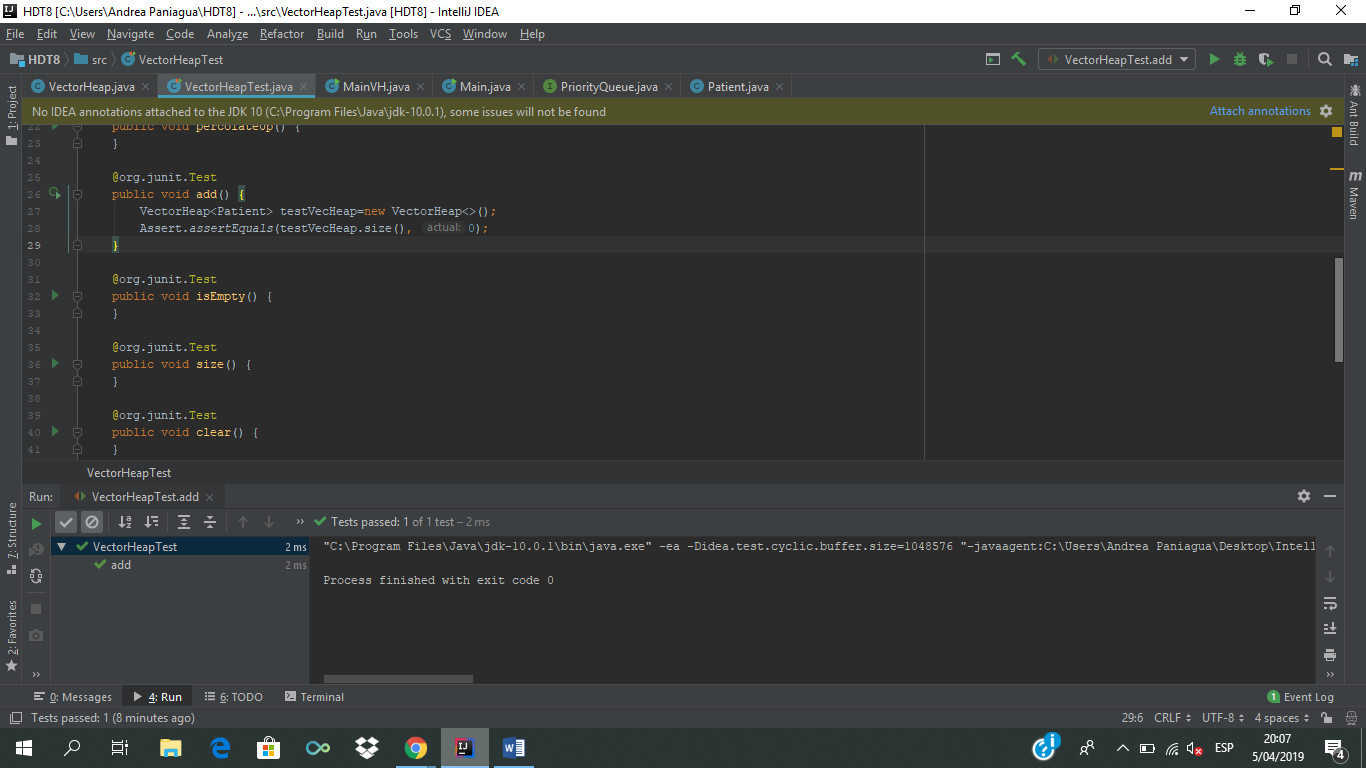 HDT8 [C:\Users\Andrea Paniagua\HDT8] - ...\src\VectorHeapTest.java [HDT8] - IntelliJ IDEA
File Edit View Navigate Code Analyze Refactor Build Run Tools VCS Window Help
HDT8 src VectorHeapTest VectorHeapTest.add
VectorHeap.java VectorHeapTest.java MainVH.java Main.java PriorityQueue.java Patient.java
No IDEA annotations attached to the JDK 10 (C:\Program Files\Java\jdk-10.0.1), some issues will not be found Attach annotations
1: Project
Ant Build
Maven
22 public void percolateUp() {
23 }
24
25 @org.junit.Test
26 public void add() {
27 VectorHeap<Patient> testVecHeap=new VectorHeap<>();
28 Assert.assertEquals(testVecHeap.size(), actual: 0);
29 }
30
31 @org.junit.Test
32 public void isEmpty() {
33 }
34
35 @org.junit.Test
36 public void size() {
37 }
38
39 @org.junit.Test
40 public void clear() {
41 }
VectorHeapTest
7: Structure
2: Favorites
Run: VectorHeapTest.add
Tests passed: 1 of 1 test – 2 ms
VectorHeapTest 2 ms
add 2 ms
"C:\Program Files\Java\jdk-10.0.1\bin\java.exe" -ea -Didea.test.cyclic.buffer.size=1048576 "-javaagent:C:\Users\Andrea Paniagua\Desktop\Intell
Process finished with exit code 0
0: Messages 4: Run 6: TODO Terminal 1 Event Log
Tests passed: 1 (8 minutes ago) 29:6 CRLF UTF-8 4 spaces
ESP
20:07
5/04/2019
4